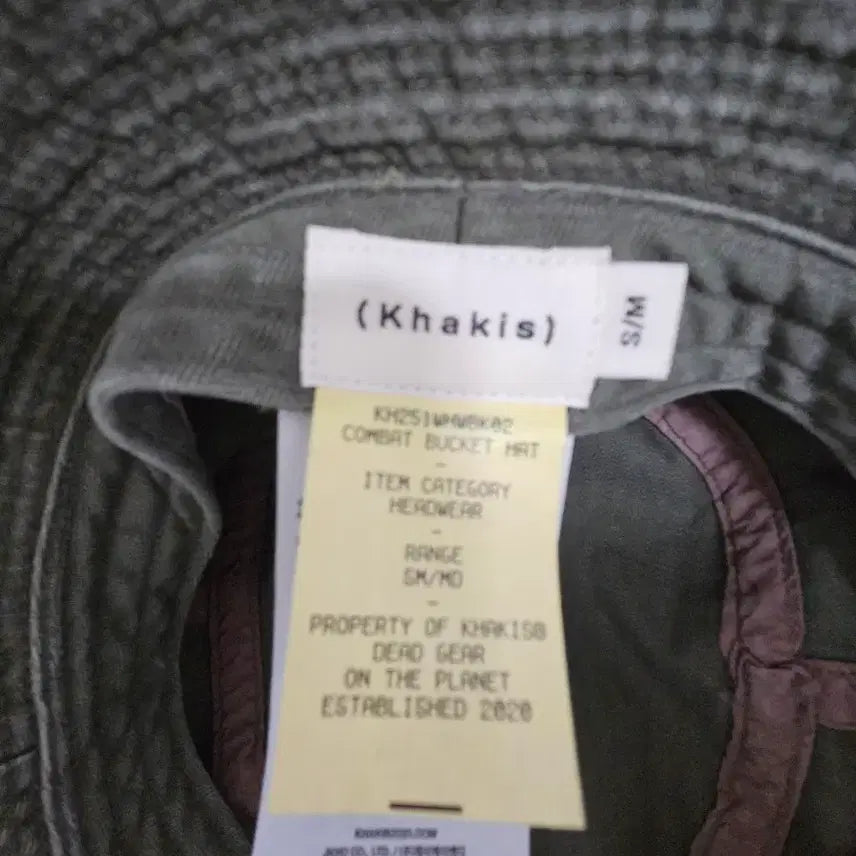 (Khakis)
S/M
COMBAT BUCKET HAT
-
ITEM CATEGORY
HEADWEAR
-
RANGE
SM/MD
-
PROPERTY OF KHAKIS®
DEAD GEAR
ON THE PLANET
ESTABLISHED 2020